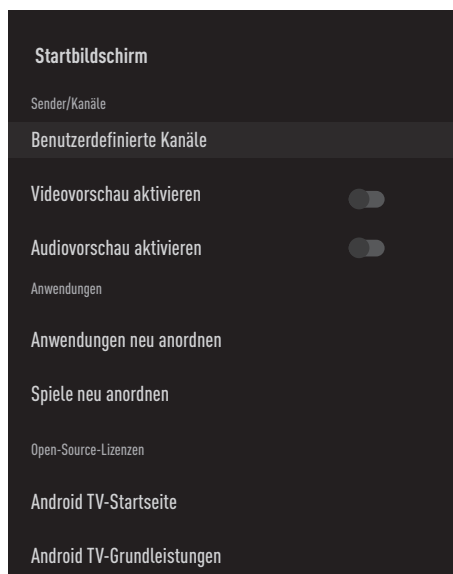 Startbildschirm
Sender/Kanäle
Benutzerdefinierte Kanäle
Videovorschau aktivieren
Audiovorschau aktivieren
Anwendungen
Anwendungen neu anordnen
Spiele neu anordnen
Open-Source-Lizenzen
Android TV-Startseite
Android TV-Grundleistungen